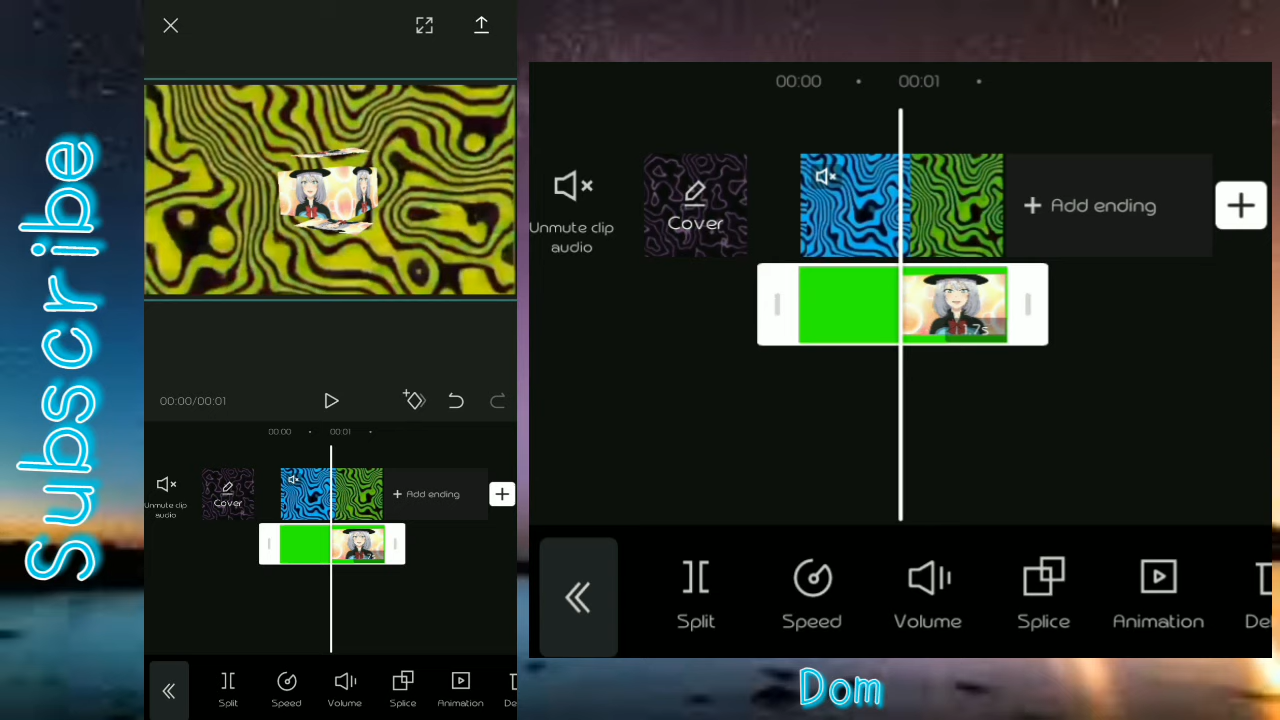 Subscribe
00:00/00:01
00:00
00:01
Unmute clip
audio
Cover
+ Add ending
7s
Split
Speed
Volume
Splice
Animation
De
00:00
00:01
Unmute clip
audio
Cover
+ Add ending
7s
Split
Speed
Volume
Splice
Animation
De
Dom